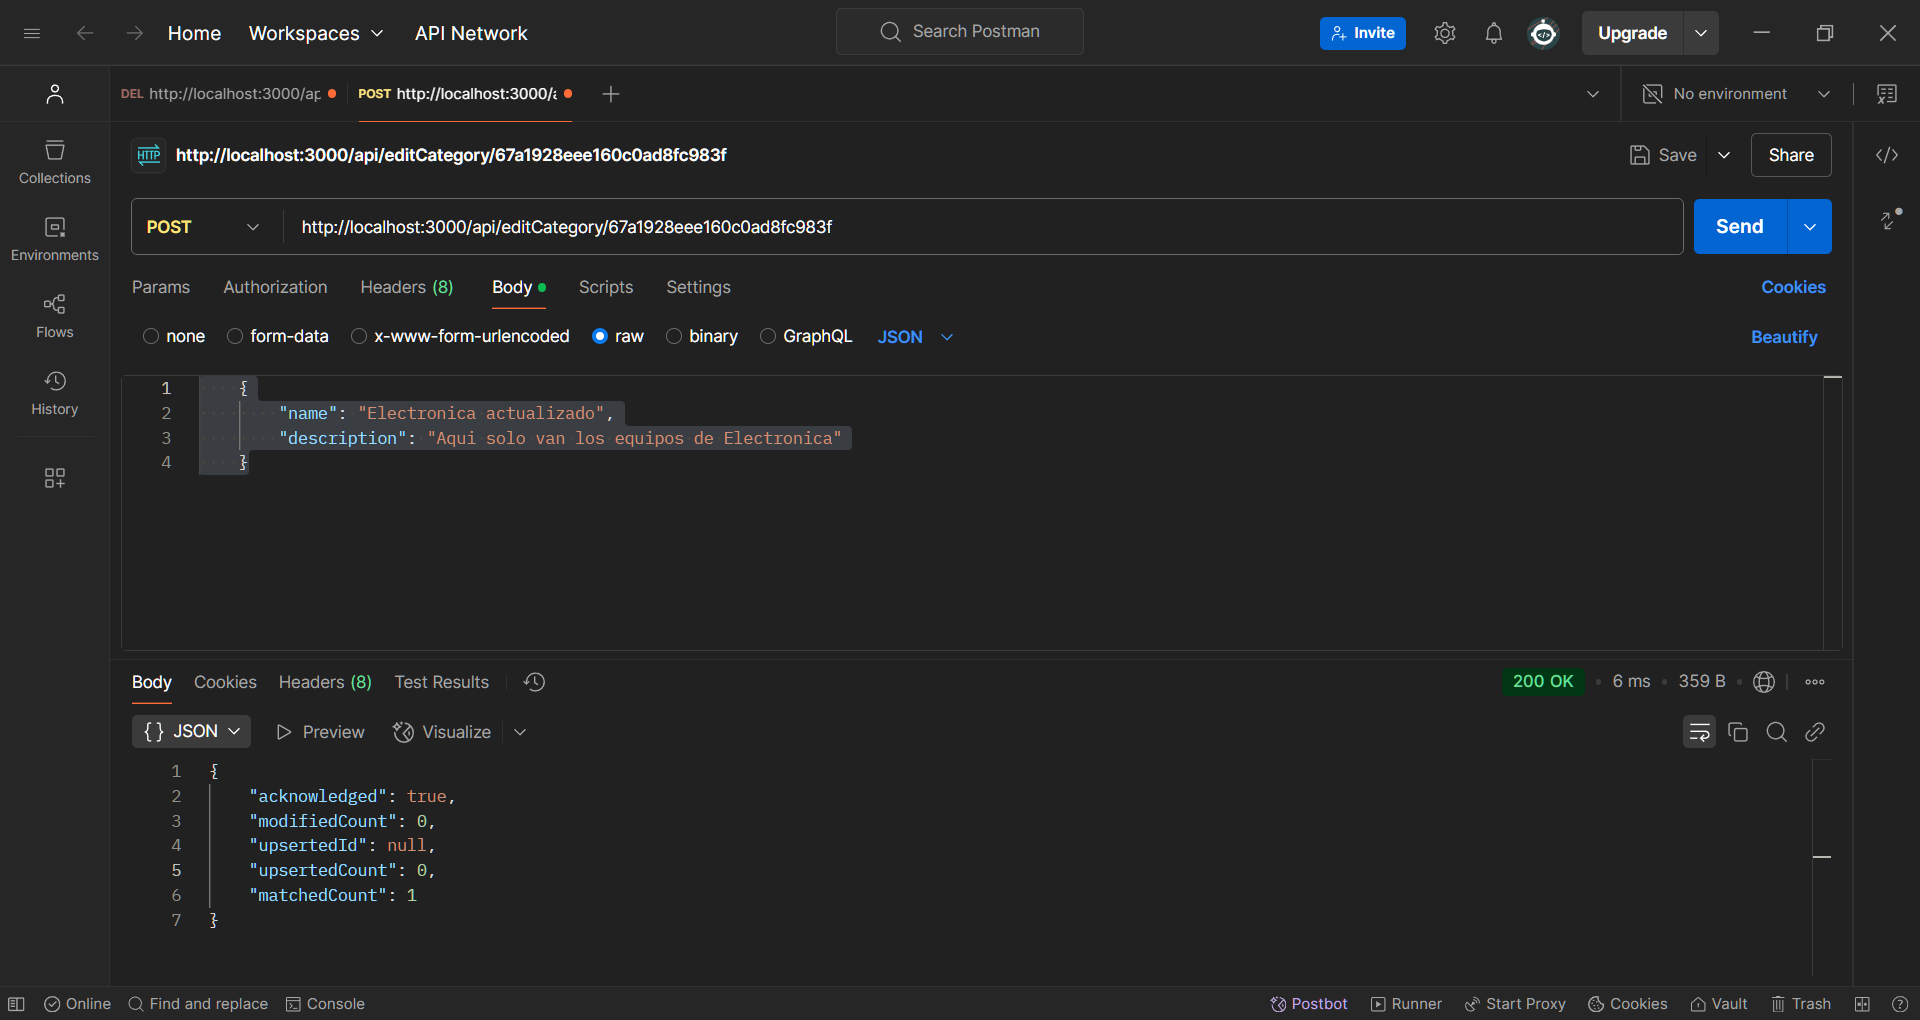 Home Workspaces API Network Search Postman Invite Upgrade
DEL http://localhost:3000/ap POST http://localhost:3000/a No environment
HTTP http://localhost:3000/api/editCategory/67a1928eee160c0ad8fc983f Save Share
Collections
Environments
Flows
History
POST http://localhost:3000/api/editCategory/67a1928eee160c0ad8fc983f Send
Params Authorization Headers (8) Body Scripts Settings Cookies
none form-data x-www-form-urlencoded raw binary GraphQL JSON Beautify
1 {
2 "name": "Electronica actualizado",
3 "description": "Aqui solo van los equipos de Electronica"
4 }
Body Cookies Headers (8) Test Results 200 OK • 6 ms • 359 B •
{} JSON Preview Visualize
1 {
2 "acknowledged": true,
3 "modifiedCount": 0,
4 "upsertedId": null,
5 "upsertedCount": 0,
6 "matchedCount": 1
7 }
Online Find and replace Console Postbot Runner Start Proxy Cookies Vault Trash